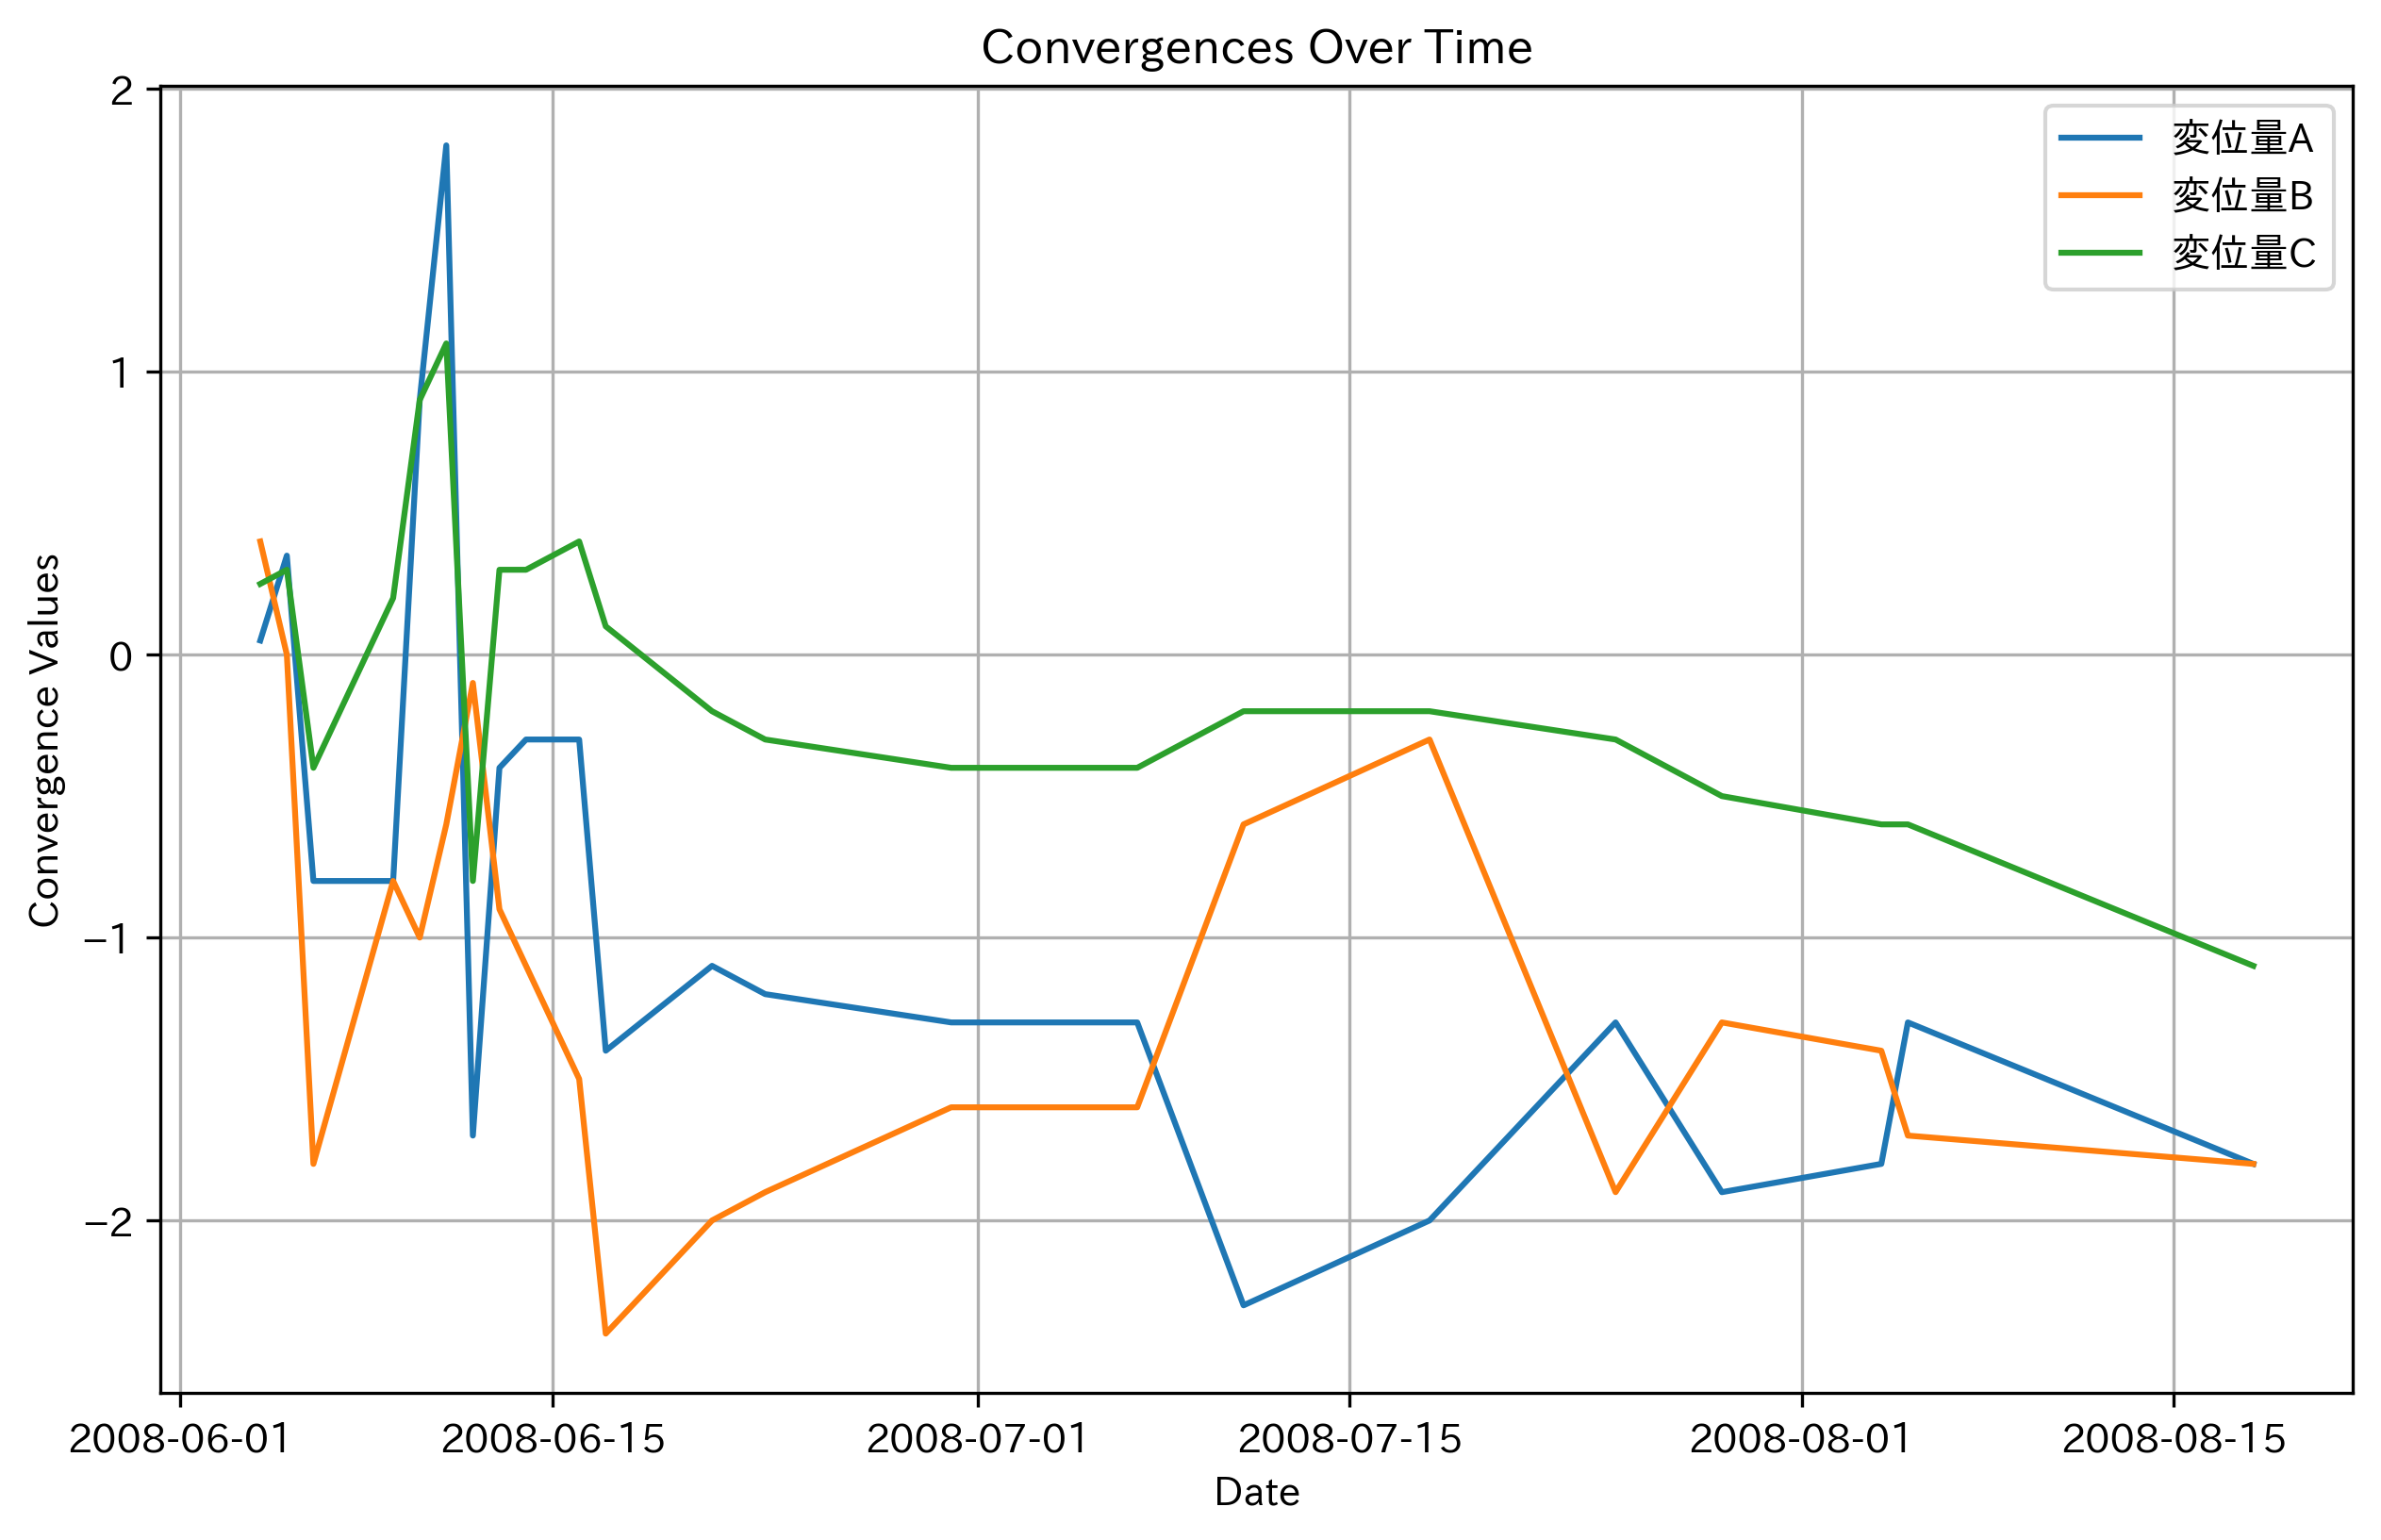 Convergences Over Time
変位量A
変位量B
変位量C
Convergence Values
2
1
0
−1
−2
2008-06-01
2008-06-15
2008-07-01
2008-07-15
2008-08-01
2008-08-15
Date